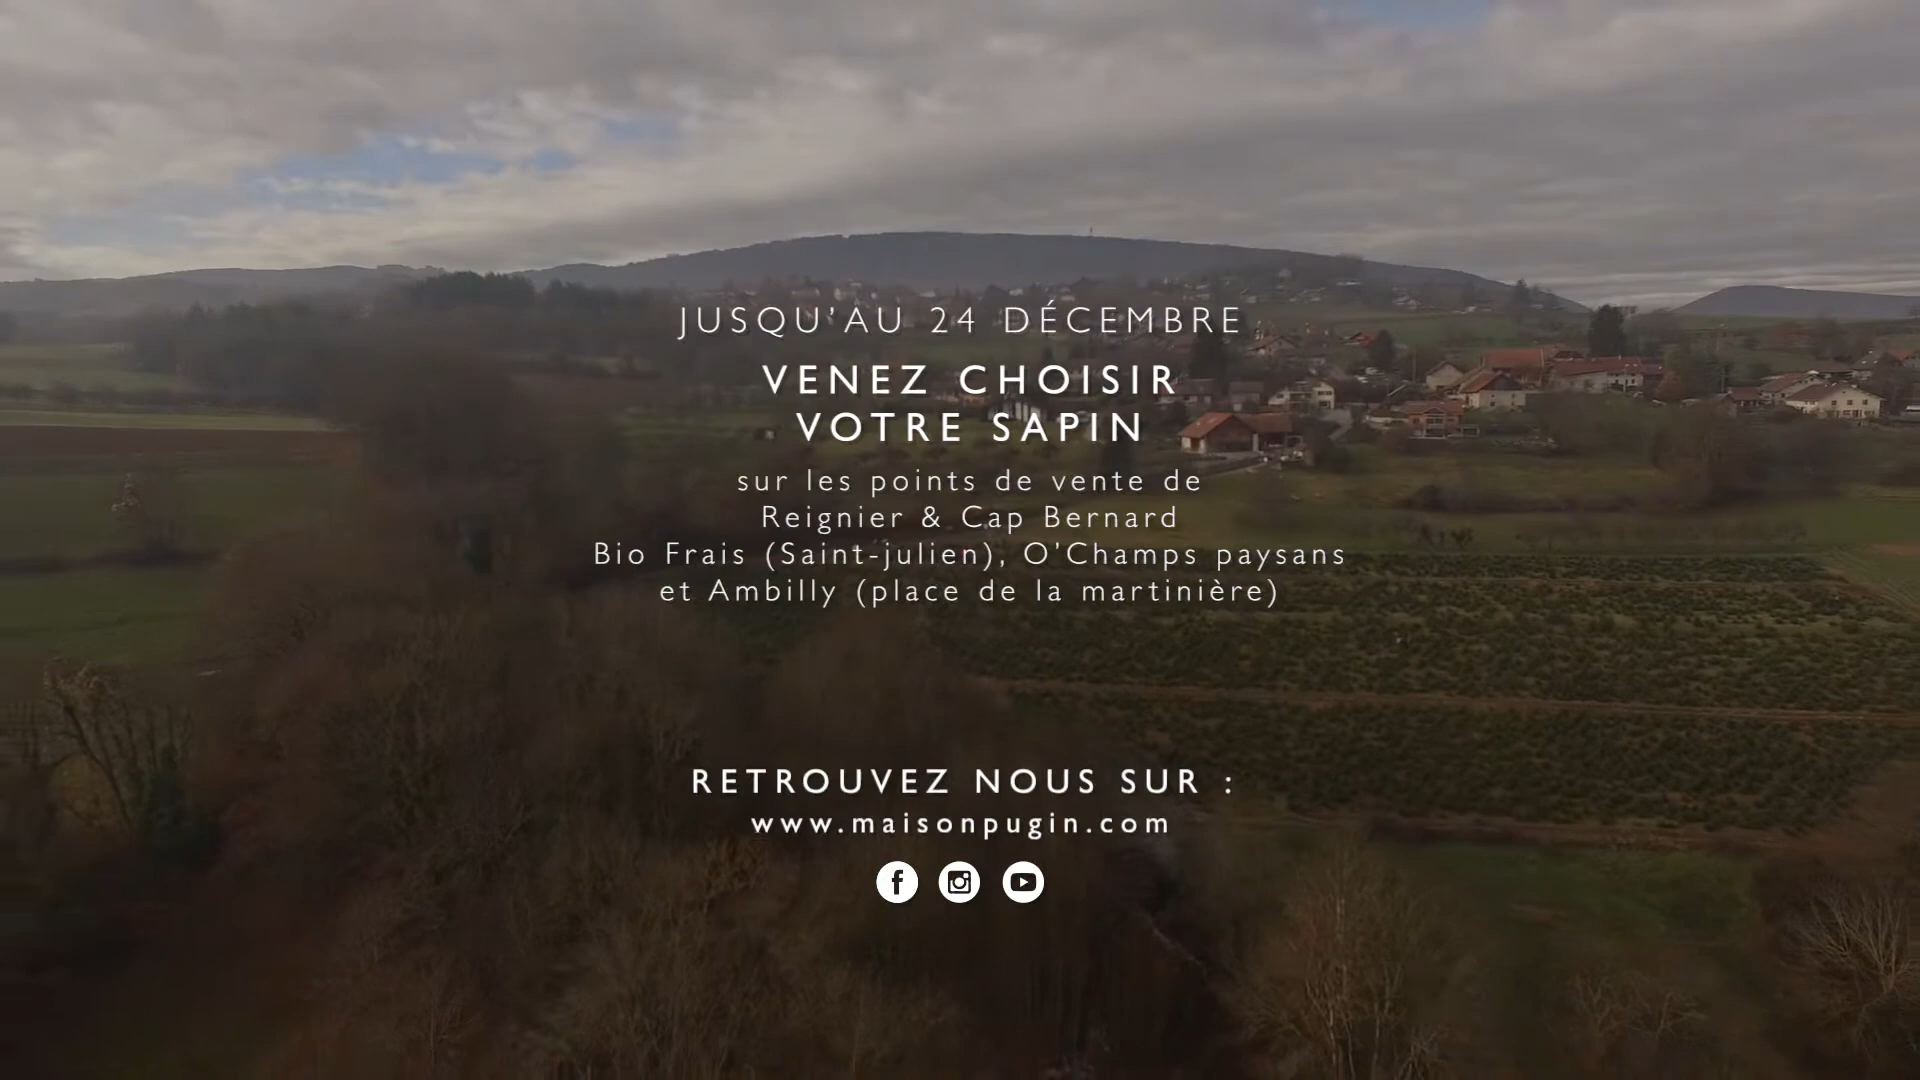 JUSQU'AU 24 DÉCEMBRE
VENEZ CHOISIR
VOTRE SAPIN
sur les points de vente de
Reignier & Cap Bernard
Bio Frais (Saint-julien), O'Champs paysans
et Ambilly (place de la martinière)
RETROUVEZ NOUS SUR :
www.maisonpugin.com